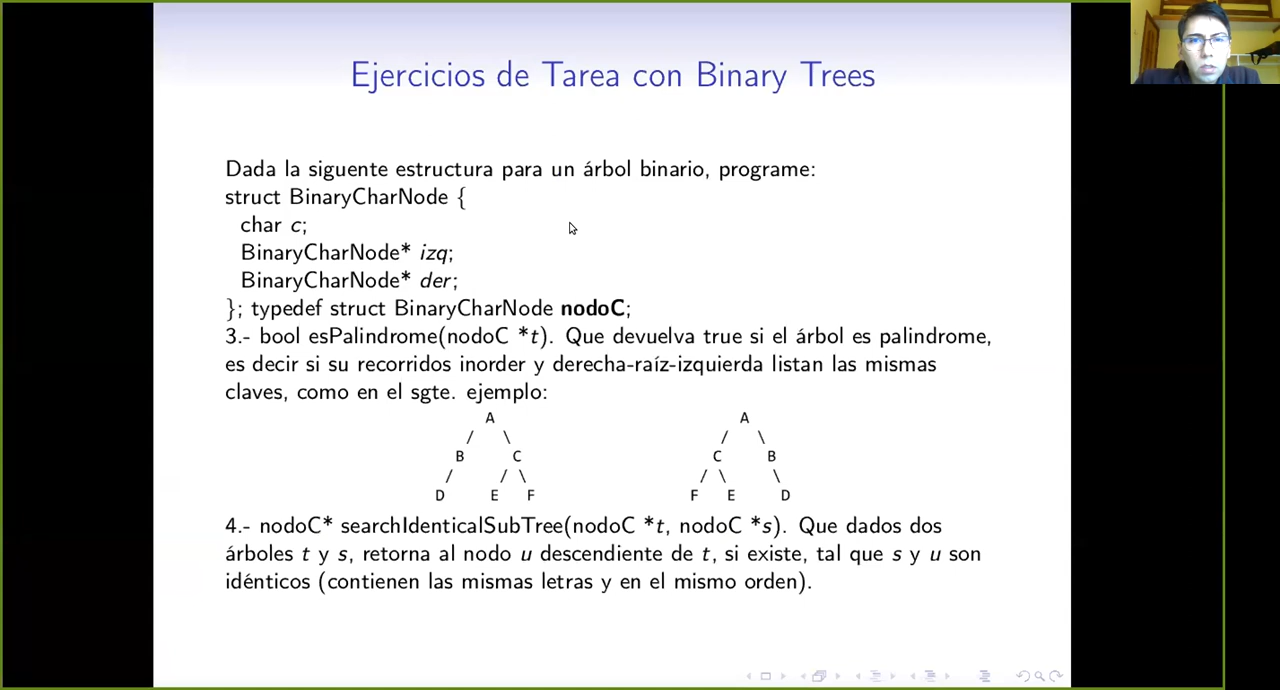 Ejercicios de Tarea con Binary Trees
Dada la siguente estructura para un árbol binario, programe:
struct BinaryCharNode {
char c;
BinaryCharNode* izq;
BinaryCharNode* der;
}; typedef struct BinaryCharNode nodoC;
3.- bool esPalindrome(nodoC *t). Que devuelva true si el árbol es palindrome,
es decir si su recorridos inorder y derecha-raíz-izquierda listan las mismas
claves, como en el sgte. ejemplo:
A A
/ \ / \
B C C B
/ / \ / \ \
D E F F E D
4.- nodoC* searchIdenticalSubTree(nodoC *t, nodoC *s). Que dados dos
árboles t y s, retorna al nodo u descendiente de t, si existe, tal que s y u son
idénticos (contienen las mismas letras y en el mismo orden).